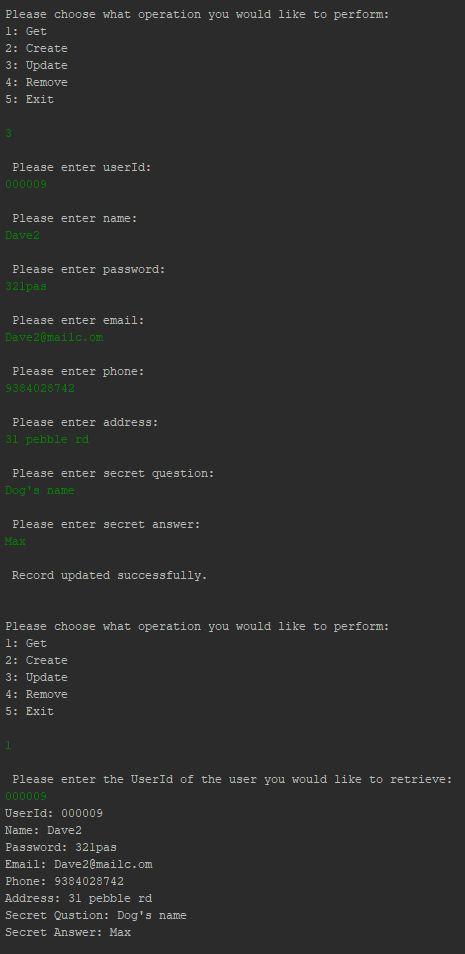 Please choose what operation you would like to perform:
1: Get
2: Create
3: Update
4: Remove
5: Exit
3
Please enter userId:
000009
Please enter name:
Dave2
Please enter password:
321pas
Please enter email:
Dave2@mailc.om
Please enter phone:
9384028742
Please enter address:
31 pebble rd
Please enter secret question:
Dog's name
Please enter secret answer:
Max
Record updated successfully.
Please choose what operation you would like to perform:
1: Get
2: Create
3: Update
4: Remove
5: Exit
1
Please enter the UserId of the user you would like to retrieve:
000009
UserId: 000009
Name: Dave2
Password: 321pas
Email: Dave2@mailc.om
Phone: 9384028742
Address: 31 pebble rd
Secret Qustion: Dog's name
Secret Answer: Max